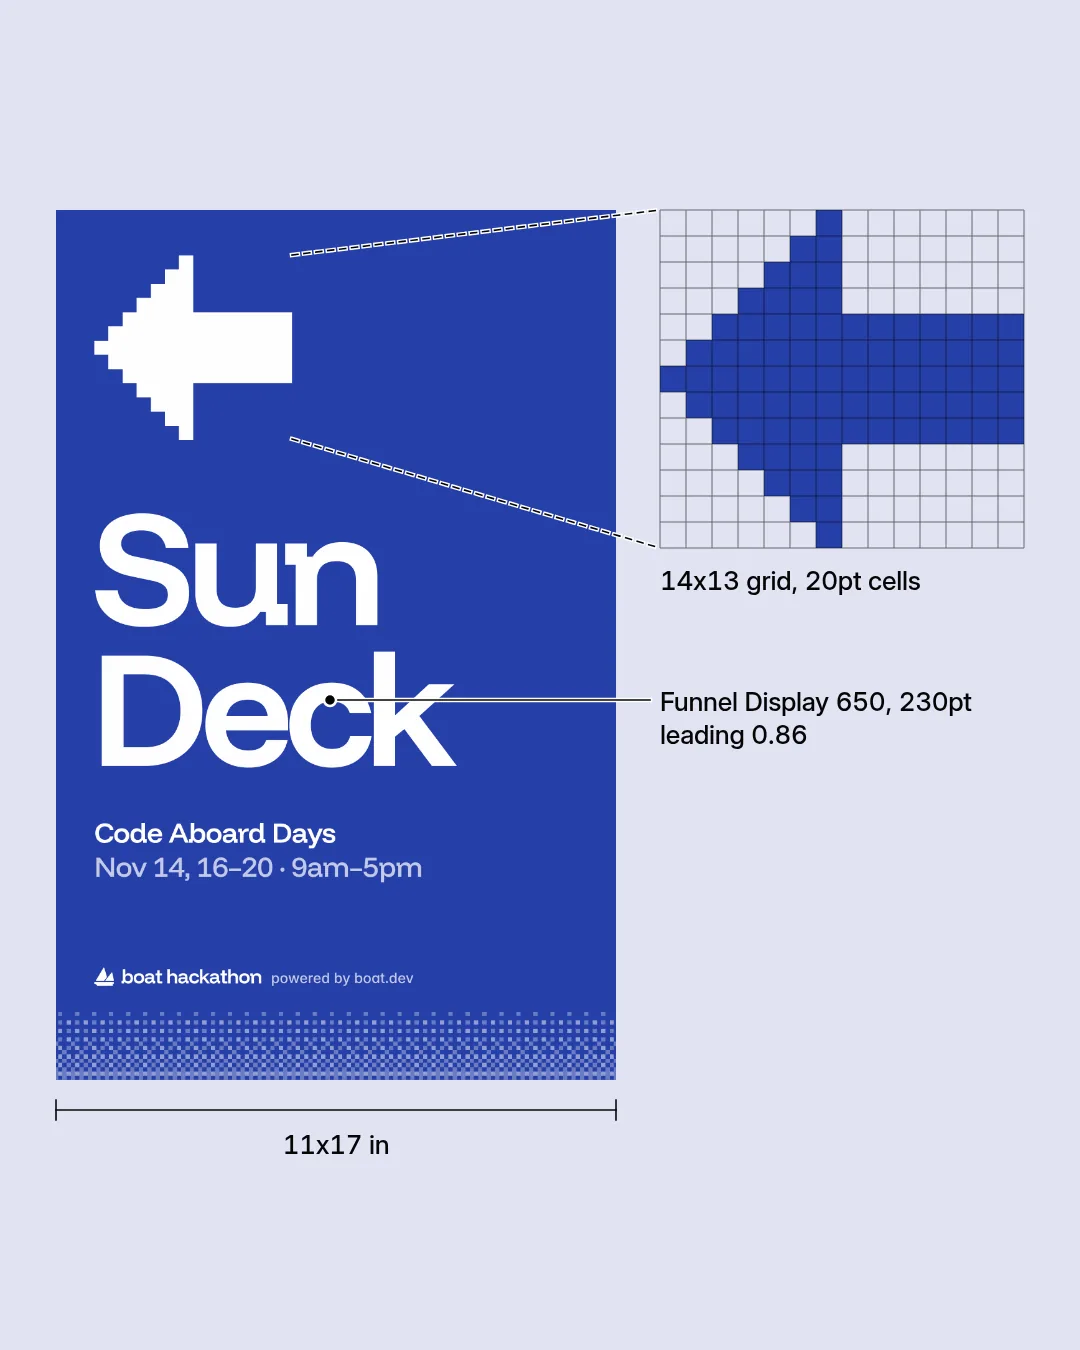 Sun
Deck
Code Aboard Days
Nov 14, 16–20 · 9am–5pm
boat hackathon powered by boat.dev
14x13 grid, 20pt cells
Funnel Display 650, 230pt
leading 0.86
11x17 in